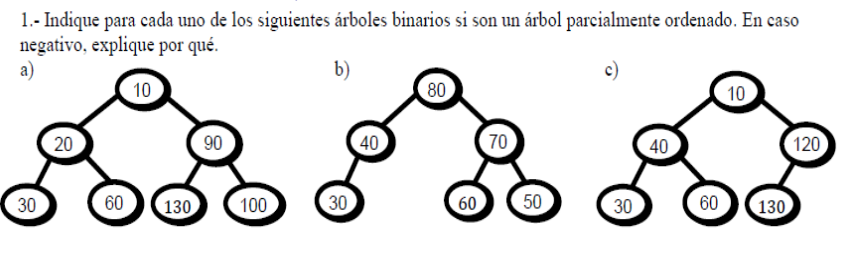 1.- Indique para cada uno de los siguientes árboles binarios si son un árbol parcialmente ordenado. En caso
negativo, explique por qué.
a) b) c)
10 80 10
20 90 40 70 40 120
30 60 130 100 30 60 50 30 60 130